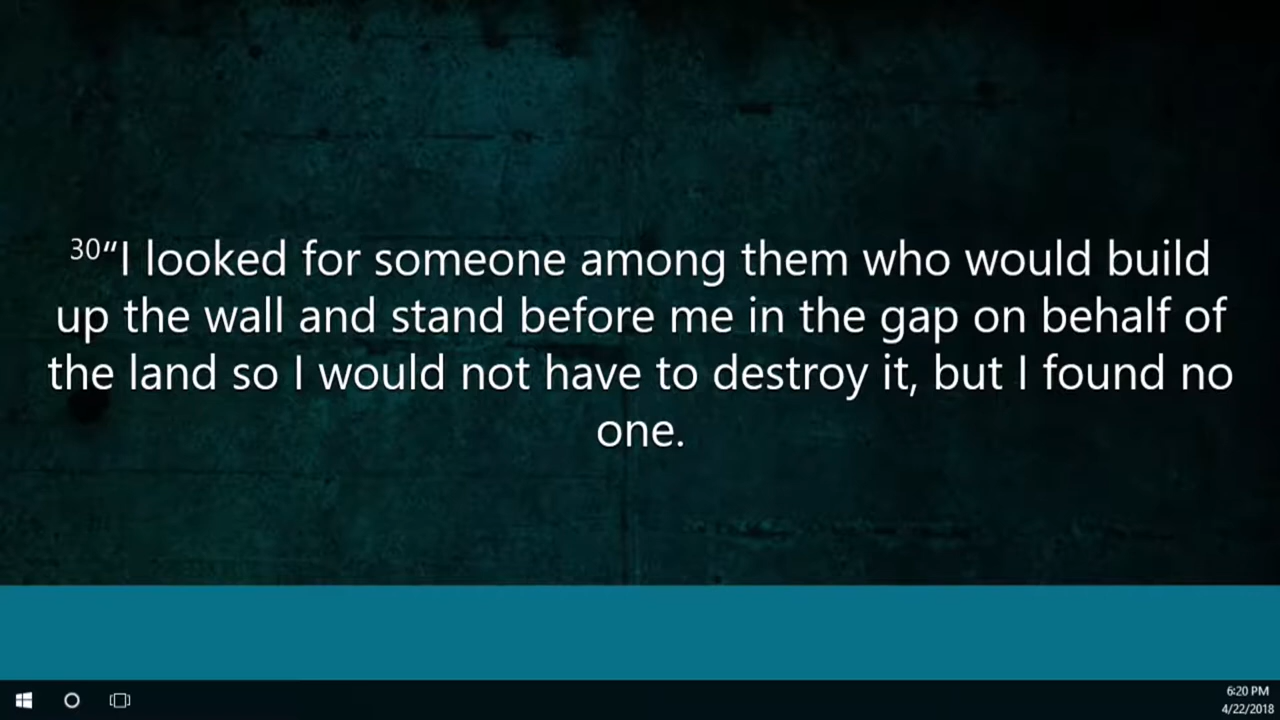 30“I looked for someone among them who would build
up the wall and stand before me in the gap on behalf of
the land so I would not have to destroy it, but I found no
one.
6:20 PM
4/22/2018